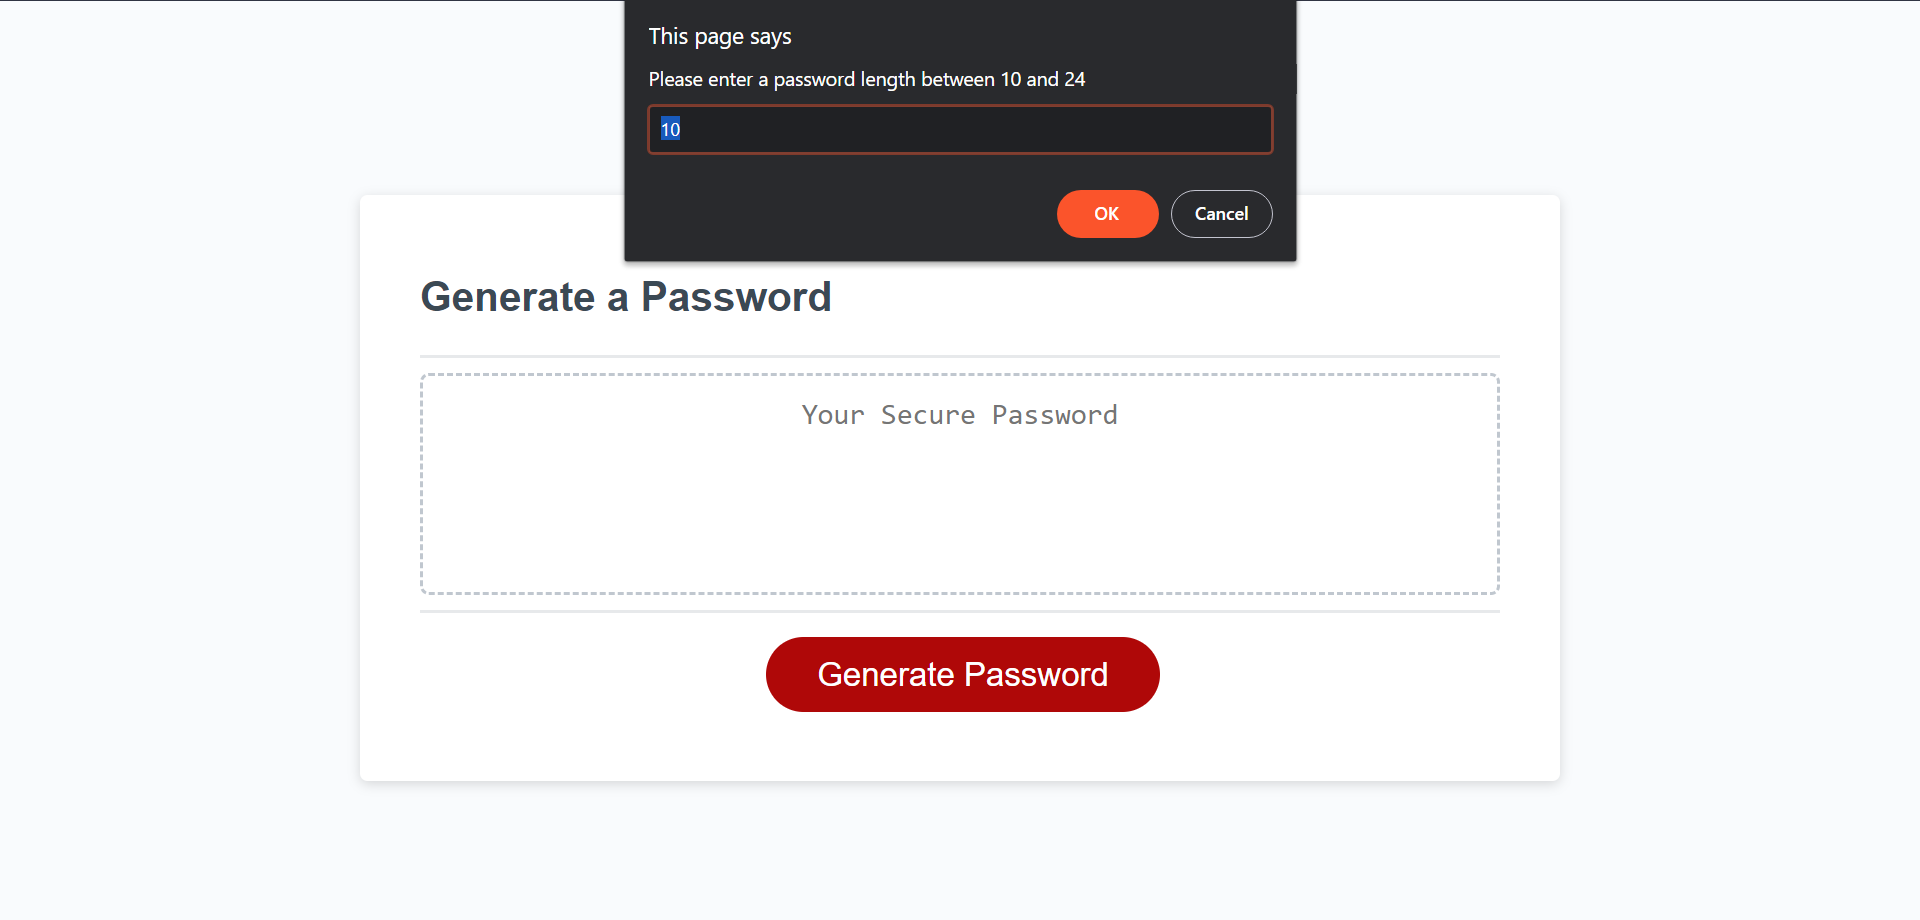 This page says
Please enter a password length between 10 and 24
10
OK
Cancel
Generate a Password
Your Secure Password
Generate Password